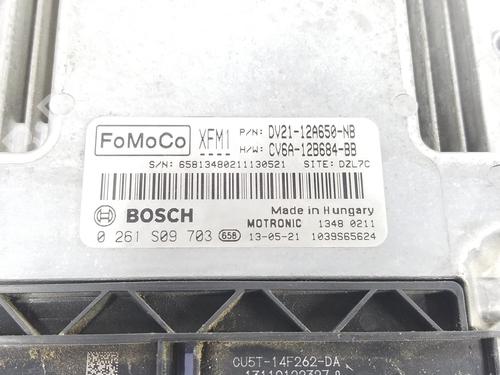 FoMoCo XFM1 P/N: DV21-12A650-NB
H/W: CV6A-12B684-BB
S/N: 65813480211130521 SITE: DZL7C
BOSCH Made in Hungary
MOTRONIC 1348 0211
0 261 S09 703 658 13-05-21 1039S65624
CU5T-14F262-DA